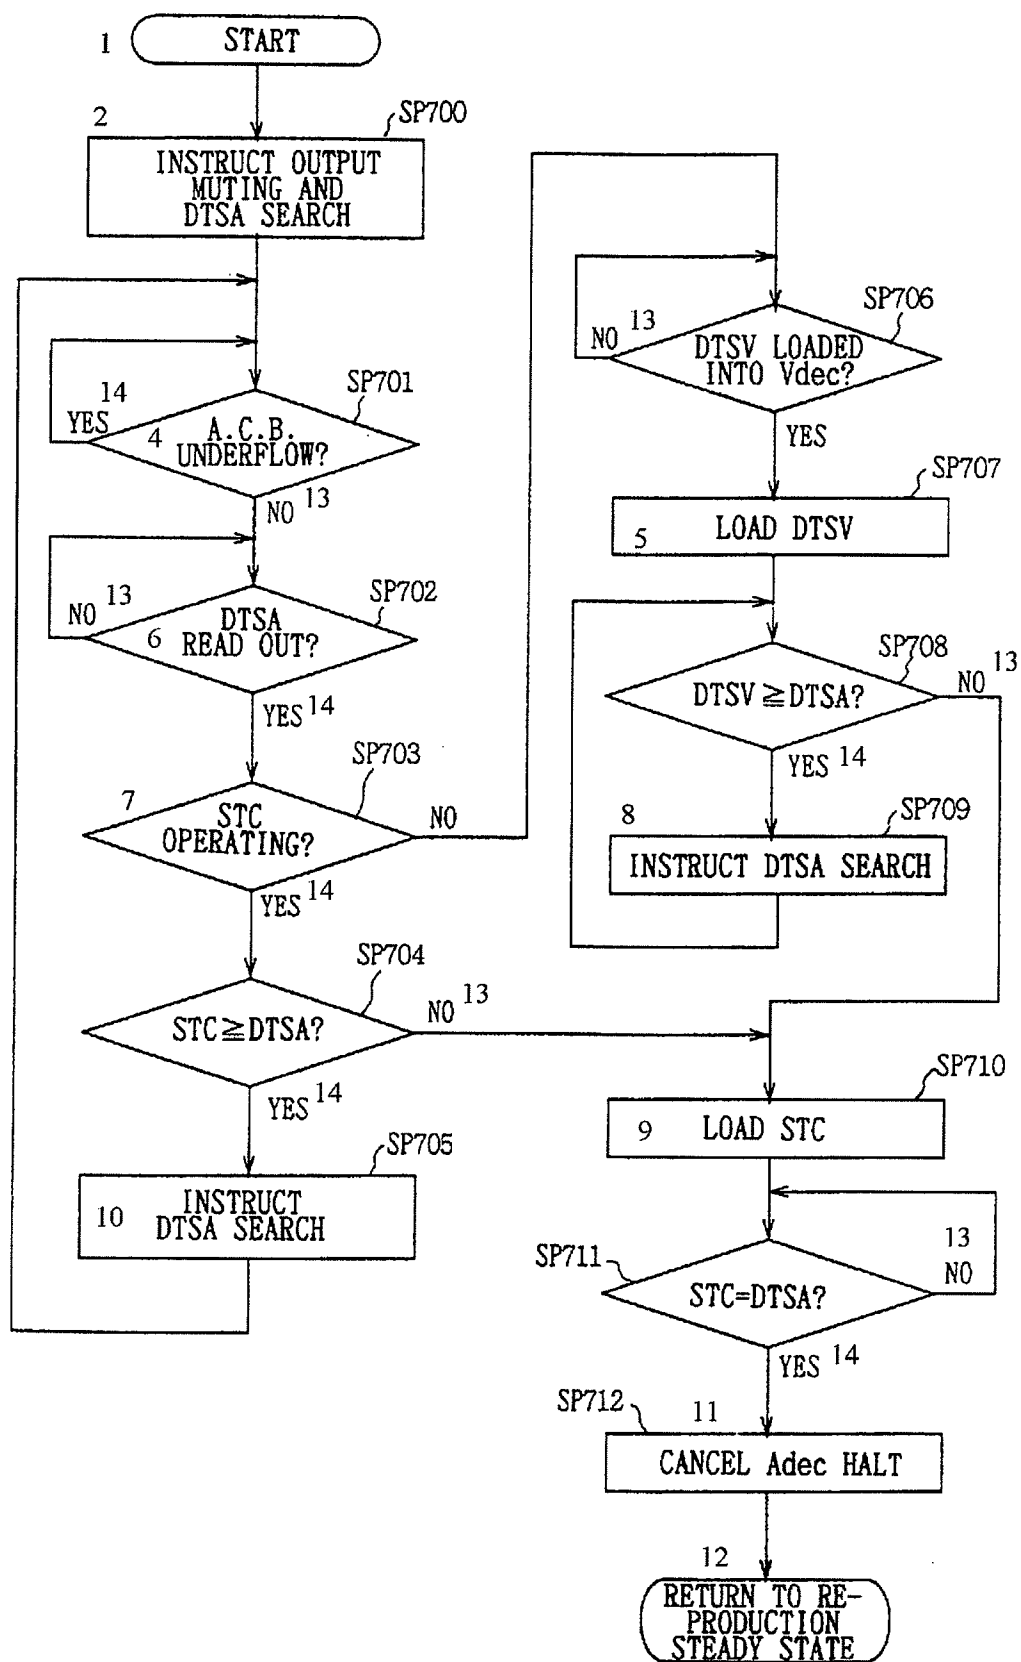 1 START
2 SP700
INSTRUCT OUTPUT
MUTING AND
DTSA SEARCH
14 SP701
YES 4 A.C.B.
UNDERFLOW?
NO 13
13 SP702
NO 6 DTSA
READ OUT?
YES 14
SP703
7 STC
OPERATING?
NO
YES 14
SP704
STC≧DTSA?
NO 13
YES 14
SP705
INSTRUCT
10 DTSA SEARCH
SP706
NO 13
DTSV LOADED
INTO Vdec?
YES
SP707
5 LOAD DTSV
SP708
DTSV≧DTSA?
NO 13
YES 14
8 SP709
INSTRUCT DTSA SEARCH
SP710
9 LOAD STC
SP711
STC=DTSA?
13
NO
YES 14
SP712 11
CANCEL Adec HALT
12
RETURN TO RE-
PRODUCTION
STEADY STATE